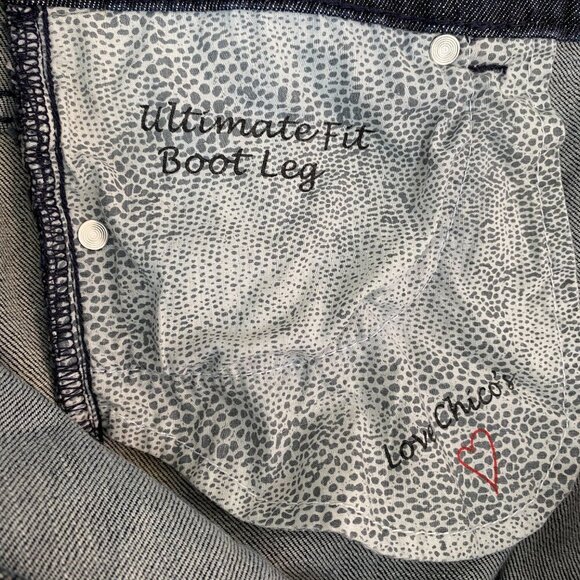 Ultimate Fit
Boot Leg
Love Chico's